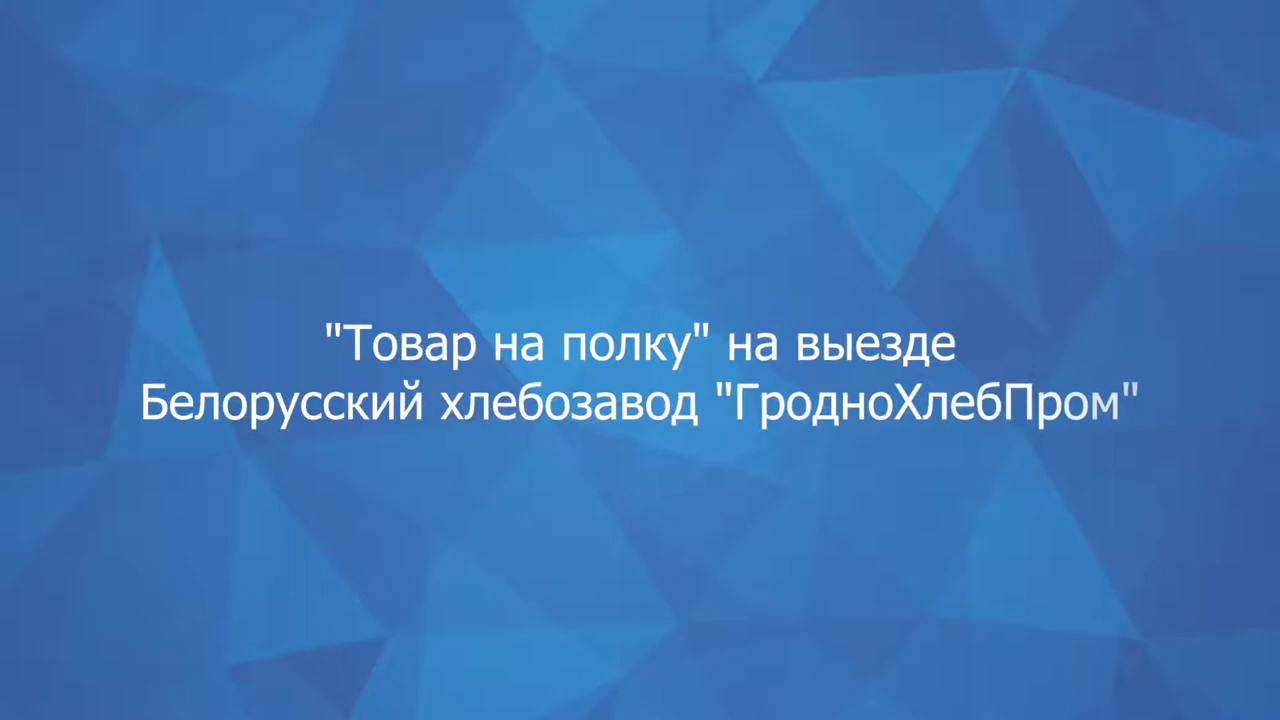 "Товар на полку" на выезде
Белорусский хлебозавод "ГродноХлебПром"